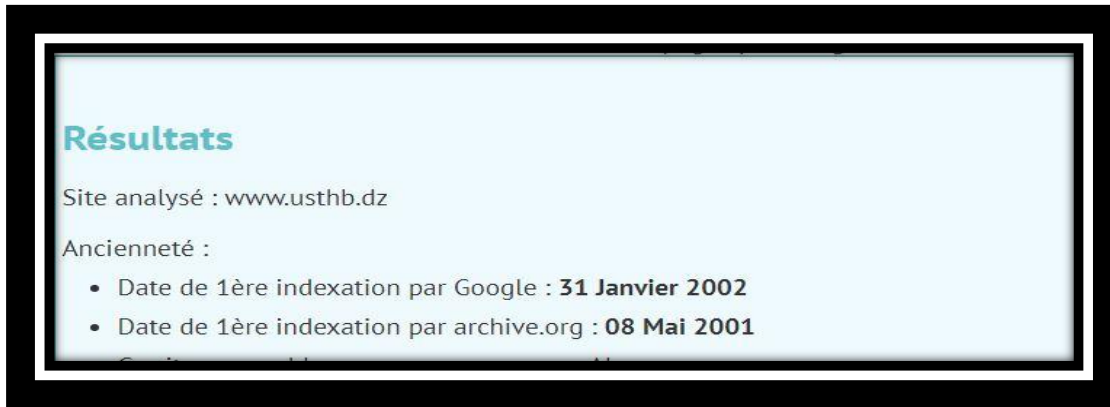 Résultats
Site analysé : www.usthb.dz
Ancienneté :
• Date de 1ère indexation par Google : 31 Janvier 2002
• Date de 1ère indexation par archive.org : 08 Mai 2001